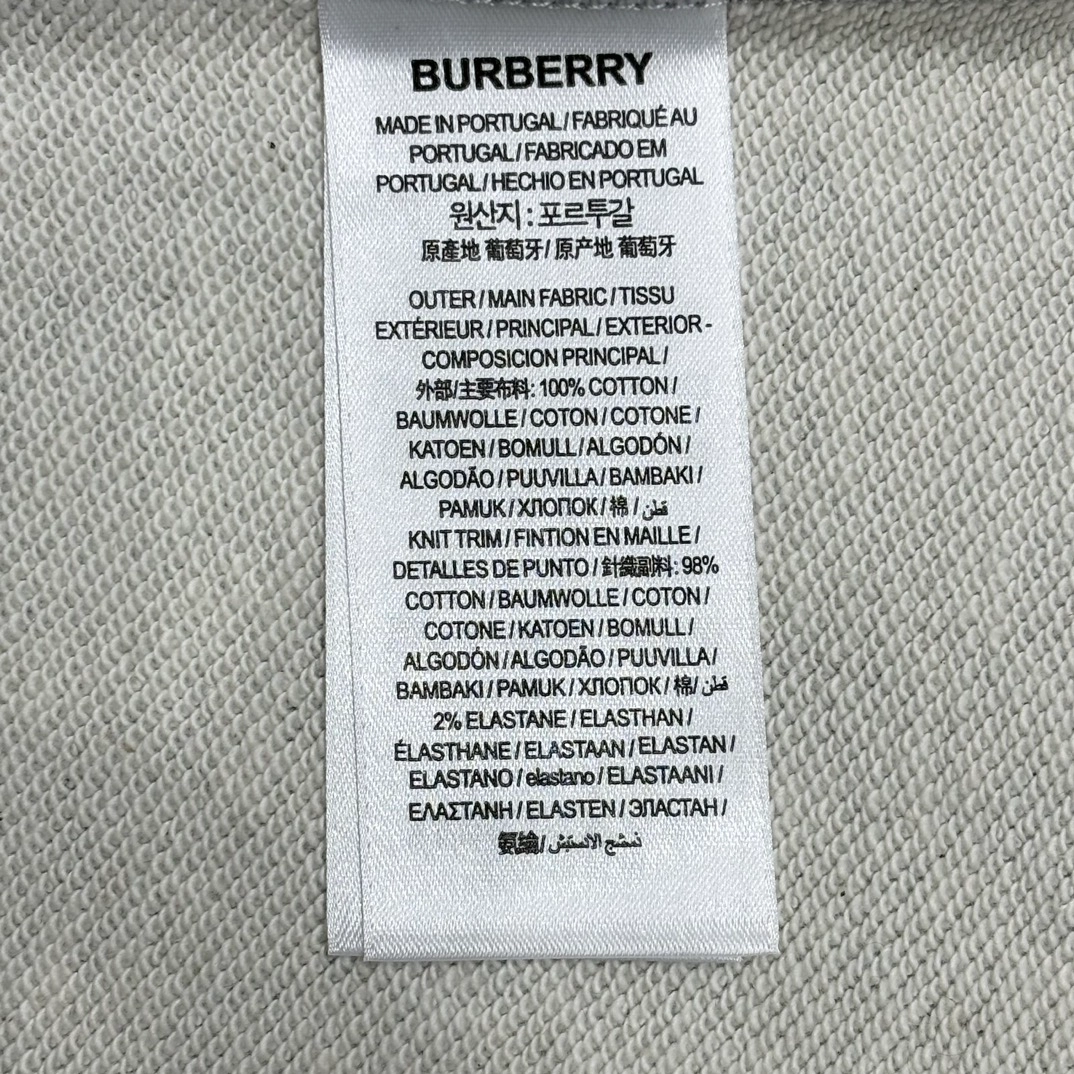 BURBERRY
MADE IN PORTUGAL / FABRIQUÉ AU
PORTUGAL / FABRICADO EM
PORTUGAL / HECHIO EN PORTUGAL
원산지 : 포르투갈
原產地 葡萄牙/ 原产地 葡萄牙
OUTER / MAIN FABRIC / TISSU
EXTÉRIEUR / PRINCIPAL / EXTERIOR -
COMPOSICION PRINCIPAL /
外部/主要布料: 100% COTTON /
BAUMWOLLE / COTON / COTONE /
KATOEN / BOMULL / ALGODÓN /
ALGODÃO / PUUVILLA / BAMBAKI /
PAMUK / ХЛОПОК / 棉 / قطن
KNIT TRIM / FINTION EN MAILLE /
DETALLES DE PUNTO / 針織副料: 98%
COTTON / BAUMWOLLE / COTON /
COTONE / KATOEN / BOMULL /
ALGODÓN / ALGODÃO / PUUVILLA /
BAMBAKI / PAMUK / ХЛОПОК / 棉/ قطن
2% ELASTANE / ELASTHAN /
ÉLASTHANE / ELASTAAN / ELASTAN /
ELASTANO / elastano / ELASTAANI /
ΕΛΑΣΤΑΝΗ / ELASTEN / ЭЛАСТАН /
氨綸/